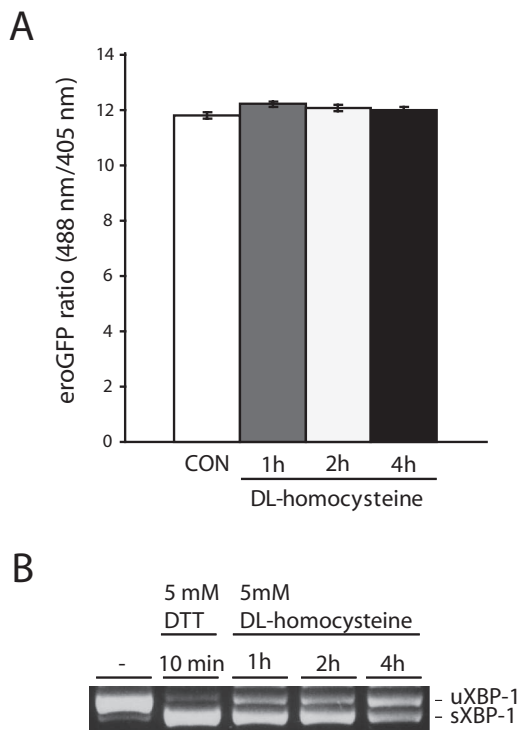 A
14
12
10
8
6
4
2
0
eroGFP ratio (488 nm/405 nm)
CON 1h 2h 4h
DL-homocysteine
B
5 mM 5mM
DTT DL-homocysteine
- 10 min 1h 2h 4h
- uXBP-1
- sXBP-1